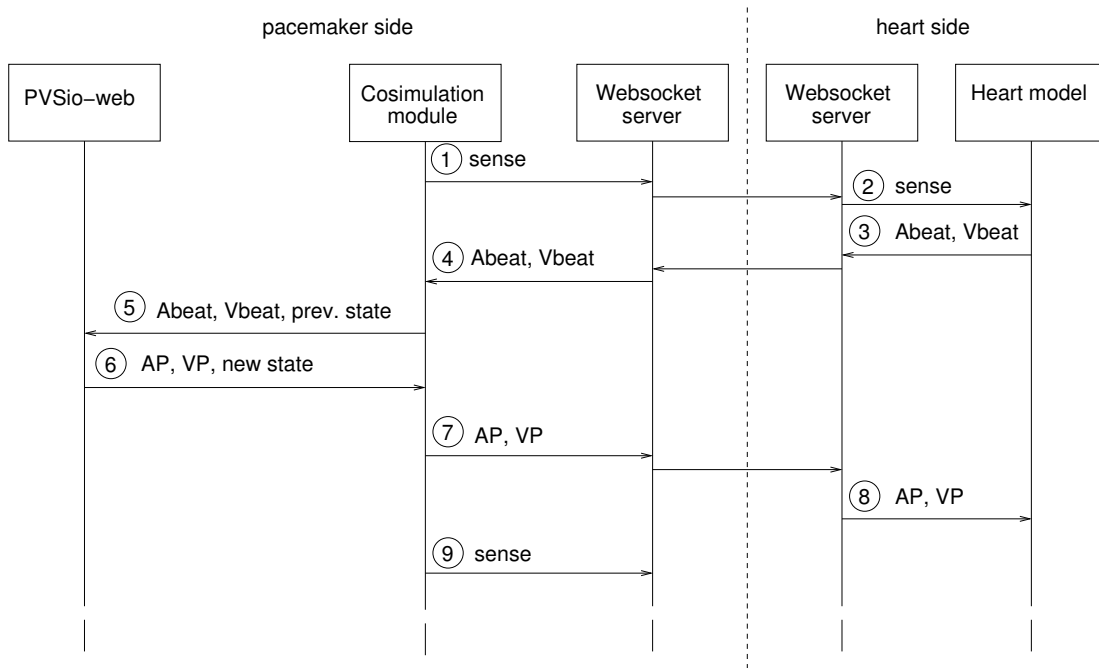 pacemaker side
heart side
PVSio−web
Cosimulation
module
Websocket
server
Websocket
server
Heart model
1 sense
2 sense
3 Abeat, Vbeat
4 Abeat, Vbeat
5 Abeat, Vbeat, prev. state
6 AP, VP, new state
7 AP, VP
8 AP, VP
9 sense